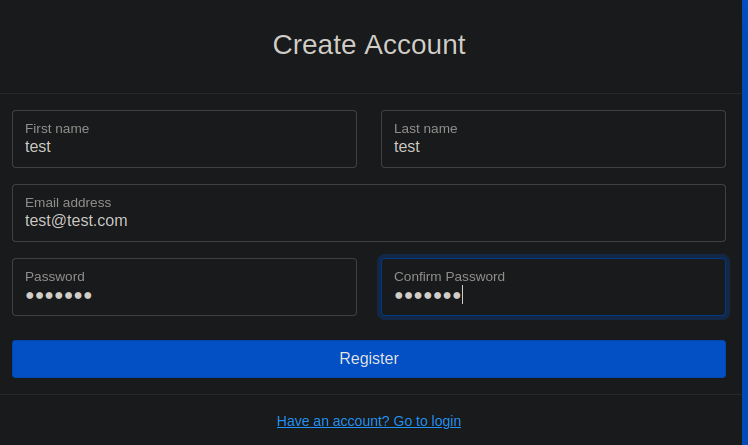 Create Account
First name
Last name
test
test
Email address
test@test.com
Password
Confirm Password
●●●●●●●
●●●●●●●
Register
Have an account? Go to login